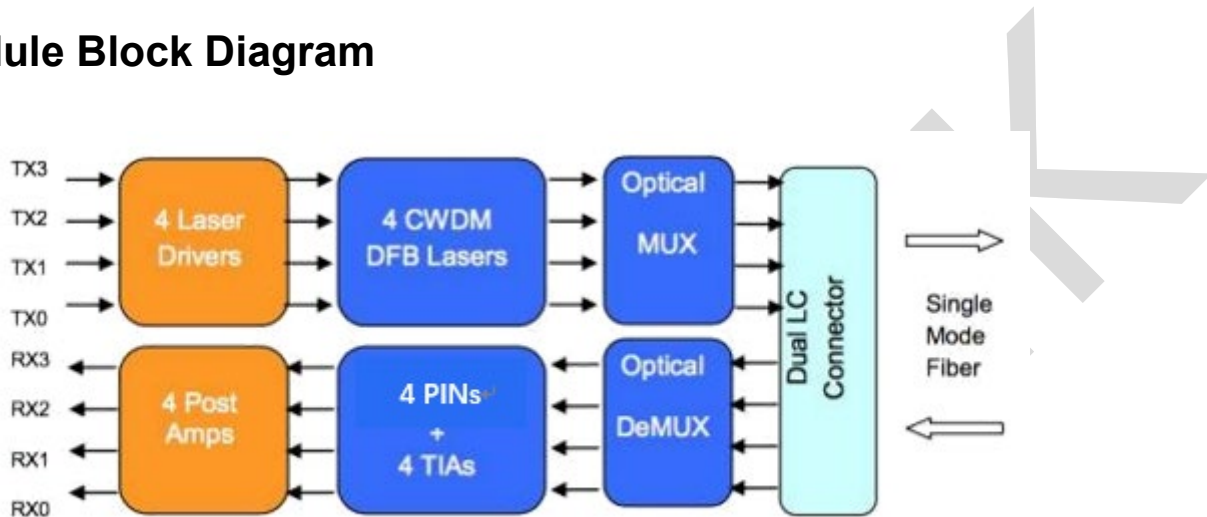 lule Block Diagram
TX3
TX2
TX1
TX0
4 Laser
Drivers
4 CWDM
DFB Lasers
Optical
MUX
Dual LC
Connector
Single
Mode
Fiber
RX3
RX2
RX1
RX0
4 Post
Amps
4 PINs↵
+
4 TIAs
Optical
DeMUX